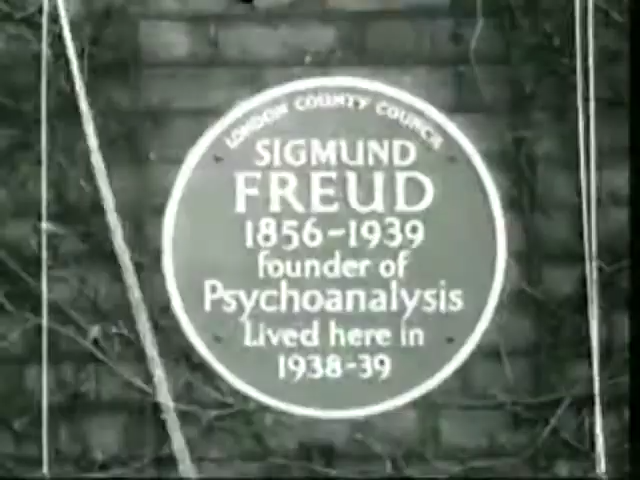 LONDON COUNTY COUNCIL
SIGMUND
FREUD
1856-1939
founder of
Psychoanalysis
Lived here in
1938-39